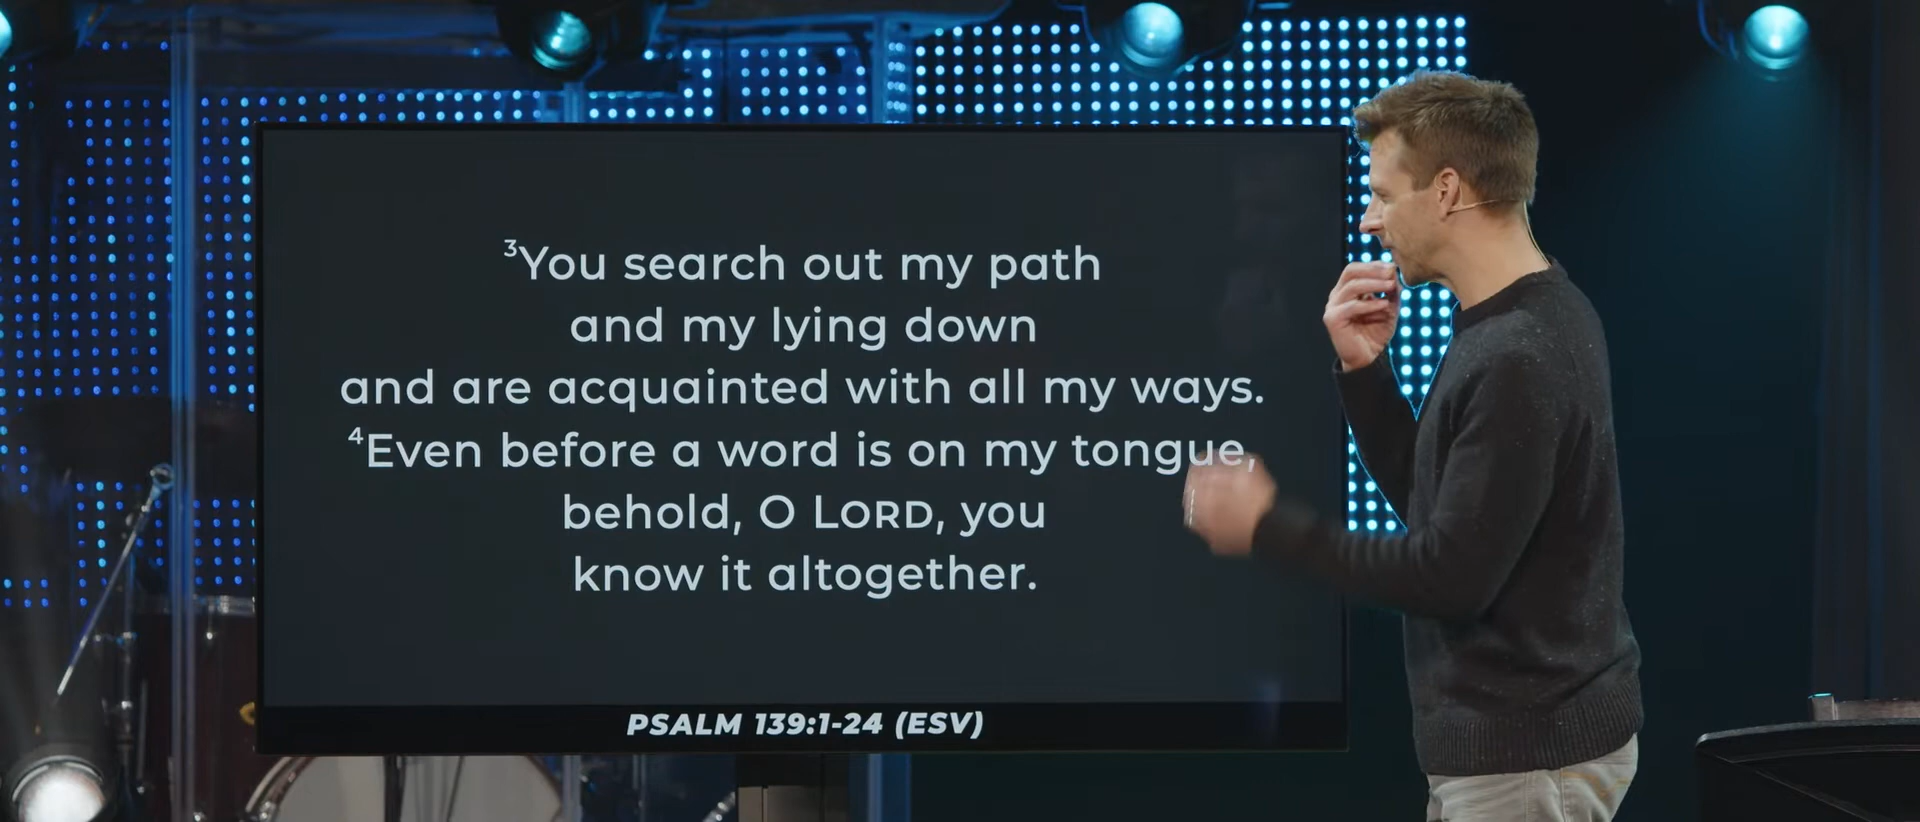 ³You search out my path
and my lying down
and are acquainted with all my ways.
⁴Even before a word is on my tongue,
behold, O LORD, you
know it altogether.
PSALM 139:1-24 (ESV)